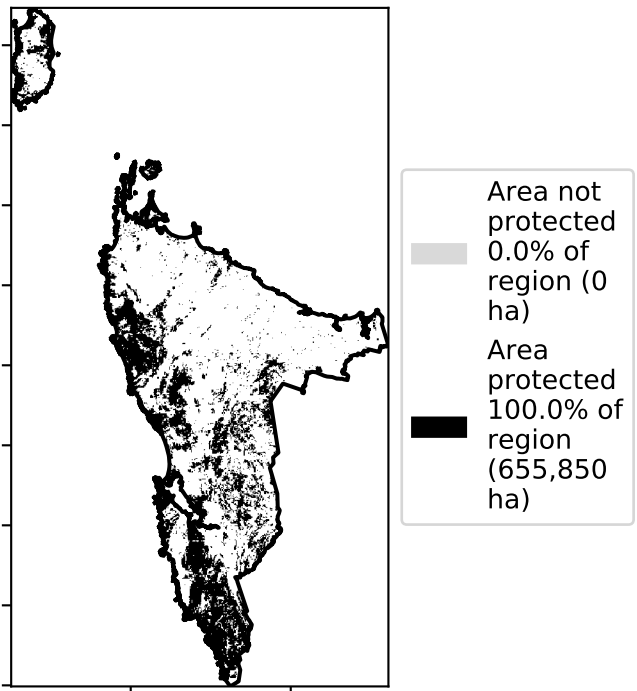 Area not
protected
0.0% of
region (0
ha)
Area
protected
100.0% of
region
(655,850
ha)